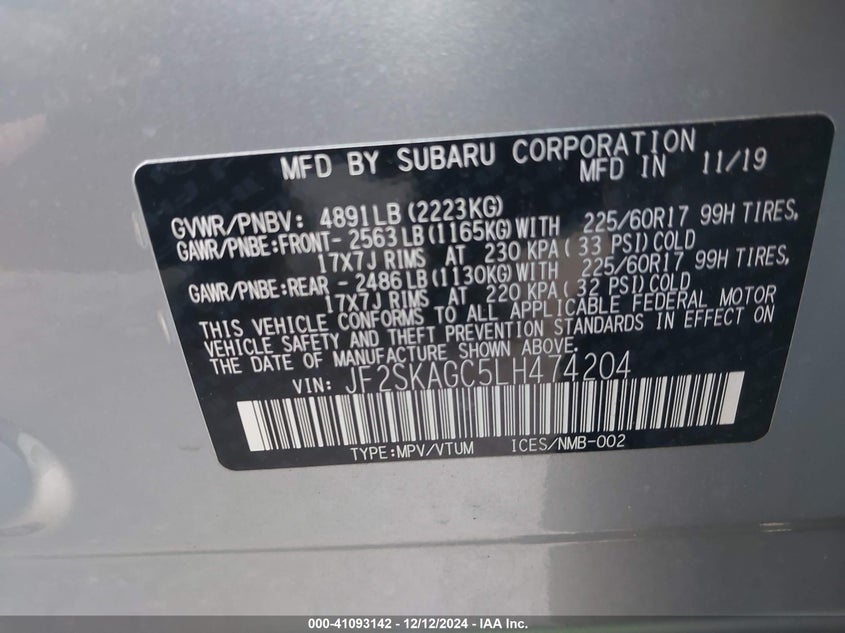 MFD BY SUBARU CORPORATION
MFD IN 11/19
GVWR/PNBV: 4891LB(2223KG)
GAWR/PNBE:FRONT- 2563 LB(1165KG)WITH 225/60R17 99H TIRES,
17X7J RIMS AT 230 KPA( 33 PSI)COLD
GAWR/PNBE:REAR - 2486 LB(1130KG)WITH 225/60R17 99H TIRES,
17X7J RIMS AT 220 KPA( 32 PSI)COLD
THIS VEHICLE CONFORMS TO ALL APPLICABLE FEDERAL MOTOR
VEHICLE SAFETY AND THEFT PREVENTION STANDARDS IN EFFECT ON
THE DATE OF MANUFACTURE SHOWN ABOVE.
VIN: JF2SKAGC5LH474204
TYPE:MPV/VTUM ICES/NMB-002
000-41093142 - 12/12/2024 - IAA Inc.